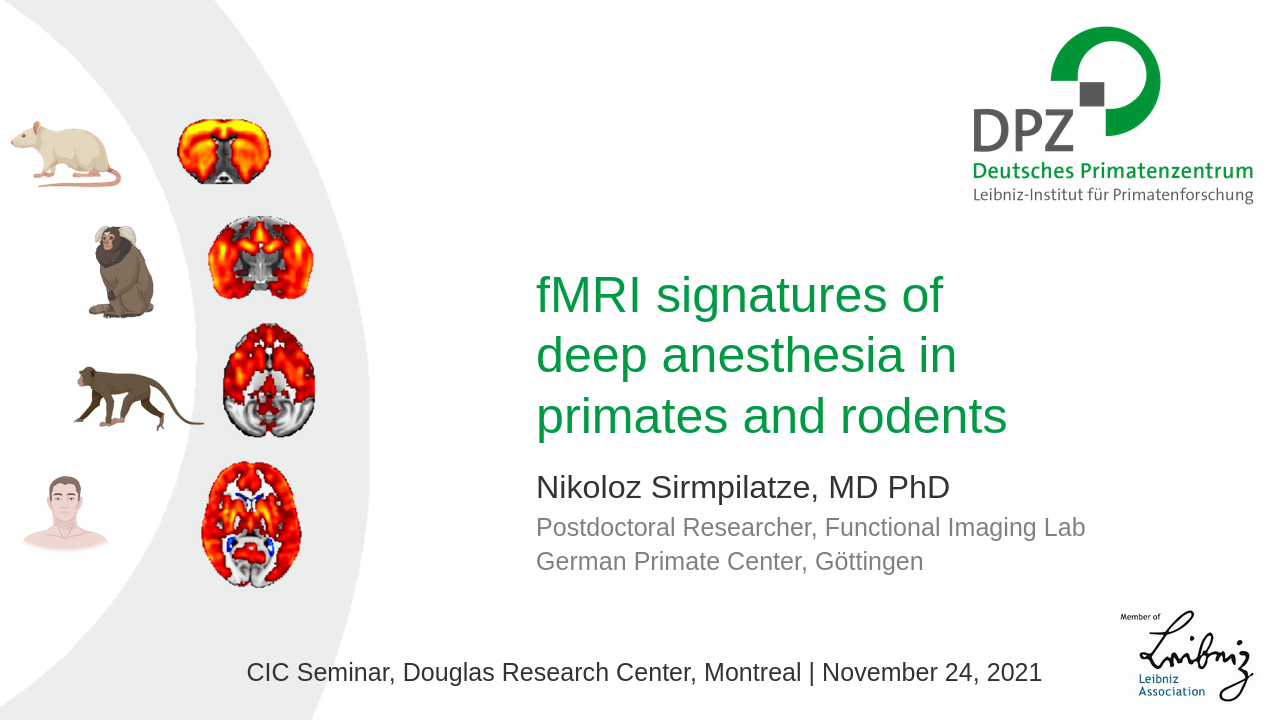 DPZ
Deutsches Primatenzentrum
Leibniz-Institut für Primatenforschung
fMRI signatures of
deep anesthesia in
primates and rodents
Nikoloz Sirmpilatze, MD PhD
Postdoctoral Researcher, Functional Imaging Lab
German Primate Center, Göttingen
Member of
Leibniz
Leibniz
Association
CIC Seminar, Douglas Research Center, Montreal | November 24, 2021